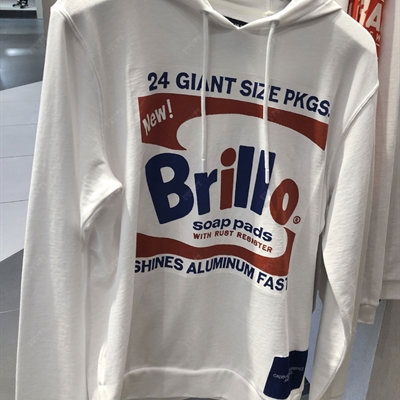 24 GIANT SIZE PKGS.
New!
Brillo®
soap pads
WITH RUST RESISTER
SHINES ALUMINUM FAST